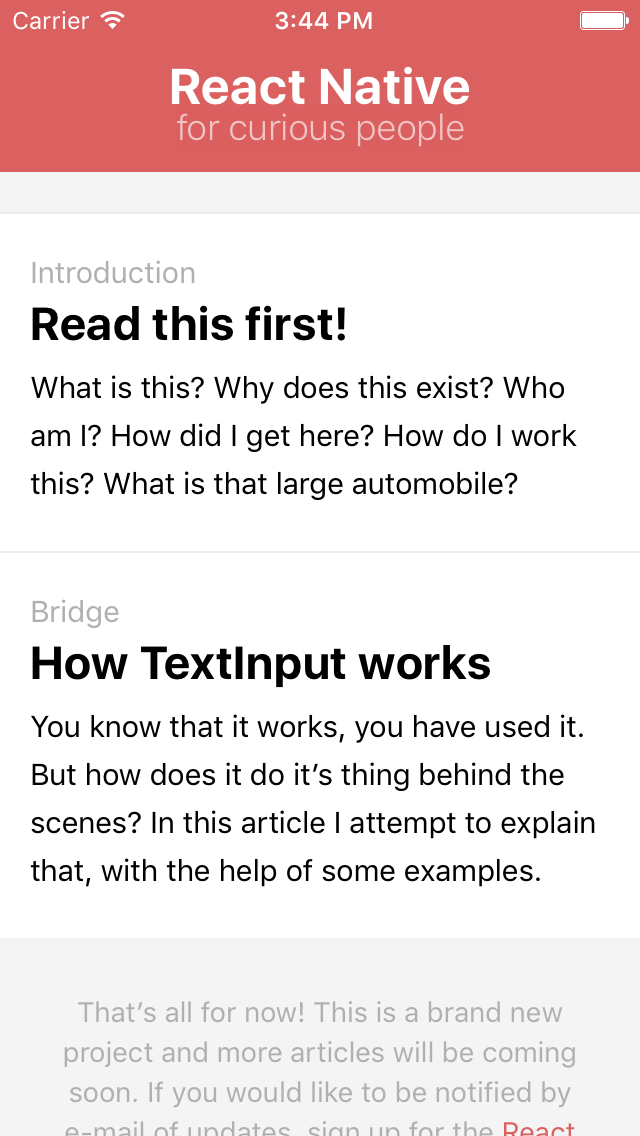 Carrier 3:44 PM
React Native
for curious people
Introduction
Read this first!
What is this? Why does this exist? Who
am I? How did I get here? How do I work
this? What is that large automobile?
Bridge
How TextInput works
You know that it works, you have used it.
But how does it do it’s thing behind the
scenes? In this article I attempt to explain
that, with the help of some examples.
That’s all for now! This is a brand new
project and more articles will be coming
soon. If you would like to be notified by
e-mail of updates, sign up for the React